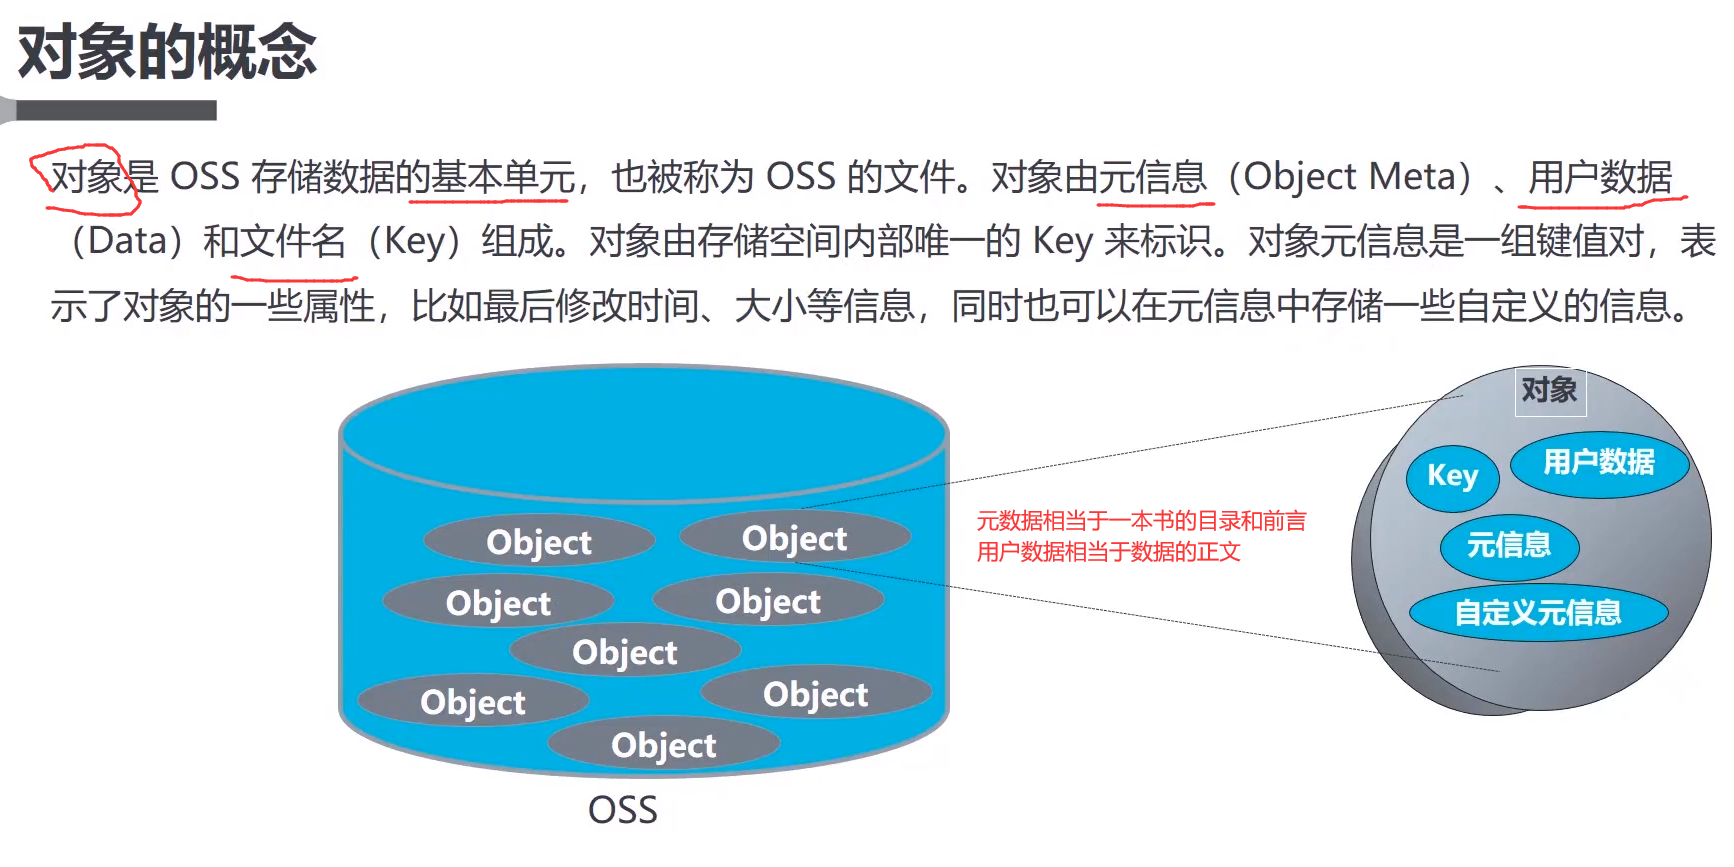 对象的概念
对象是 OSS 存储数据的基本单元，也被称为 OSS 的文件。对象由元信息（Object Meta）、用户数据
（Data）和文件名（Key）组成。对象由存储空间内部唯一的 Key 来标识。对象元信息是一组键值对，表
示了对象的一些属性，比如最后修改时间、大小等信息，同时也可以在元信息中存储一些自定义的信息。
对象
Key
用户数据
元信息
自定义元信息
元数据相当于一本书的目录和前言
用户数据相当于数据的正文
Object
Object
Object
Object
Object
Object
Object
Object
OSS